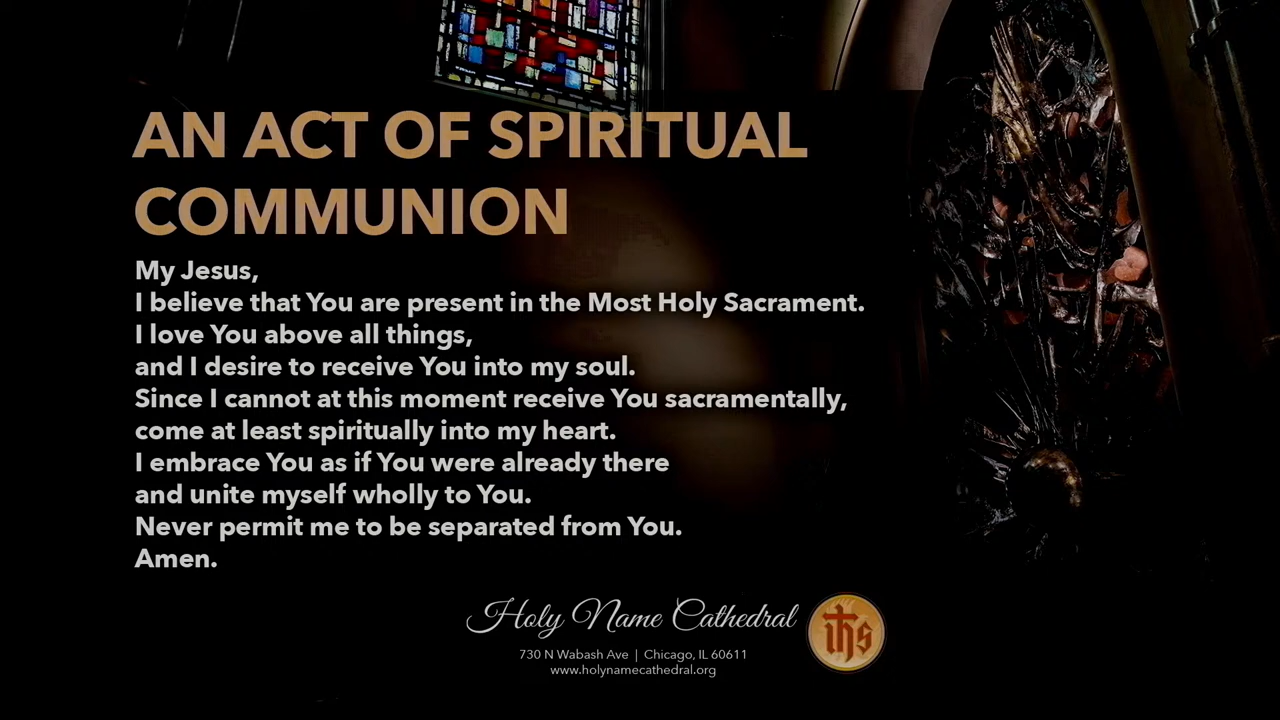 AN ACT OF SPIRITUAL
COMMUNION
My Jesus,
I believe that You are present in the Most Holy Sacrament.
I love You above all things,
and I desire to receive You into my soul.
Since I cannot at this moment receive You sacramentally,
come at least spiritually into my heart.
I embrace You as if You were already there
and unite myself wholly to You.
Never permit me to be separated from You.
Amen.
Holy Name Cathedral
ihs
730 N Wabash Ave | Chicago, IL 60611
www.holynamecathedral.org